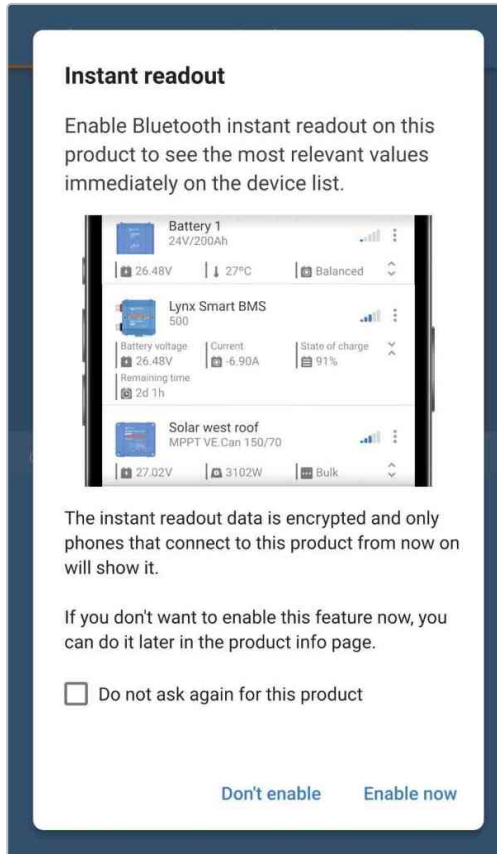 Instant readout
Enable Bluetooth instant readout on this
product to see the most relevant values
immediately on the device list.
Battery 1
24V/200Ah
26.48V 27ºC Balanced
Lynx Smart BMS
500
Battery voltage Current State of charge
26.48V -6.90A 91%
Remaining time
2d 1h
Solar west roof
MPPT VE.Can 150/70
27.02V 3102W Bulk
The instant readout data is encrypted and only
phones that connect to this product from now on
will show it.
If you don't want to enable this feature now, you
can do it later in the product info page.
Do not ask again for this product
Don't enable Enable now